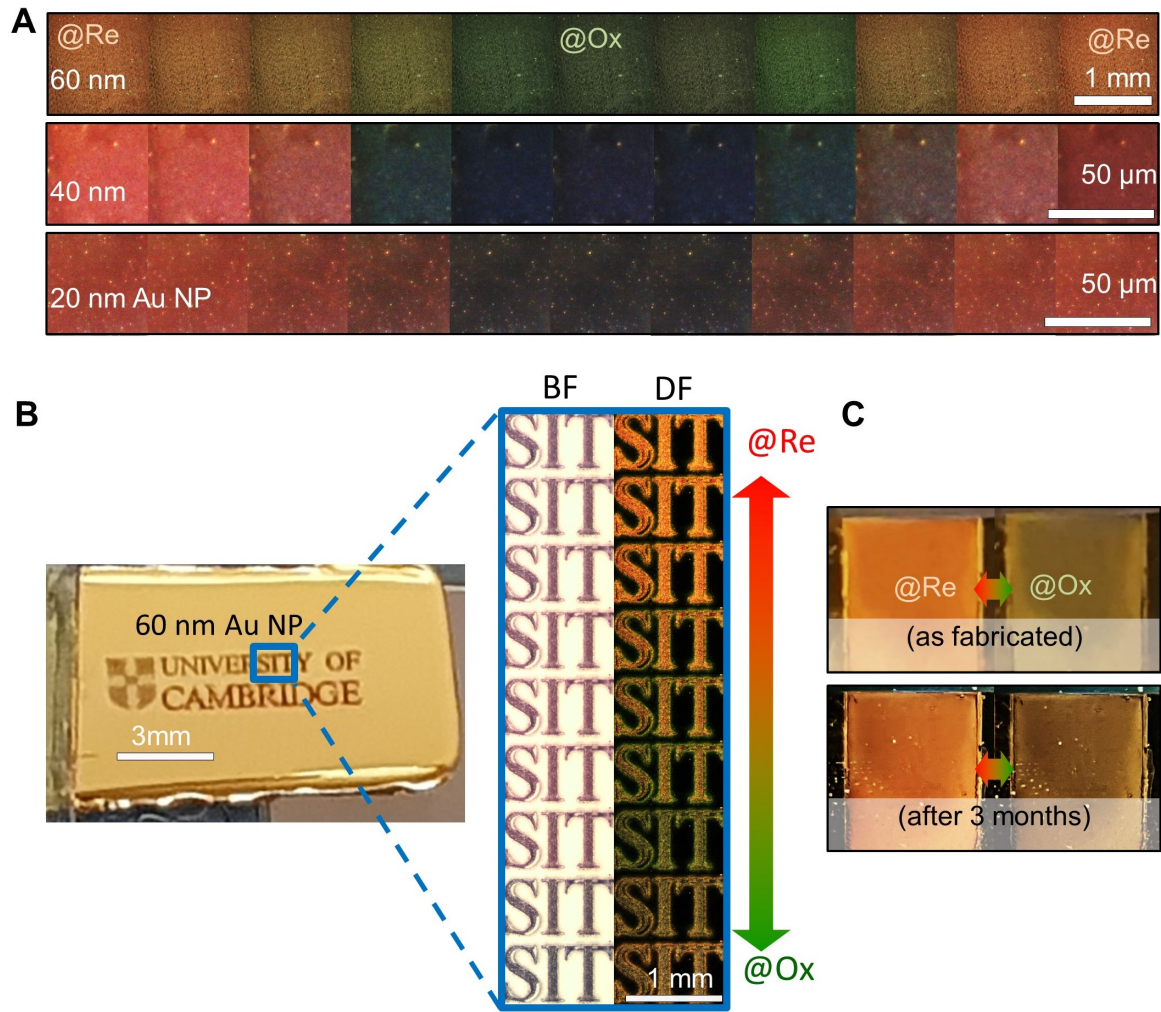 A
@Re
@Ox
@Re
60 nm
1 mm
40 nm
50 µm
20 nm Au NP
50 µm
B
BF
DF
C
SIT SIT
SIT SIT
SIT SIT
SIT SIT
SIT SIT
SIT SIT
SIT SIT
SIT SIT
SIT SIT
1 mm
@Re
@Ox
60 nm Au NP
UNIVERSITY OF
CAMBRIDGE
3mm
@Re
@Ox
(as fabricated)
(after 3 months)